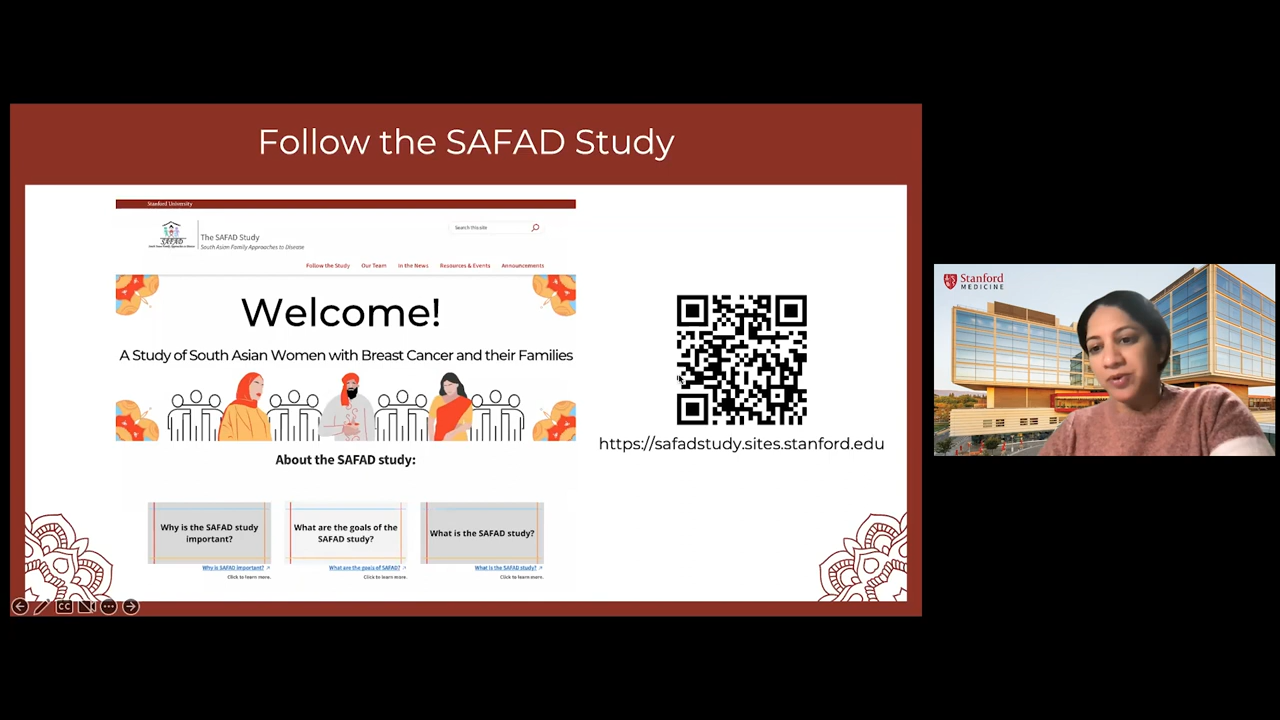 Follow the SAFAD Study
Stanford University
SAFAD
The SAFAD Study
South Asian Family Approaches to Disease
Search this site
Follow the Study Our Team In the News Resources & Events Announcements
Welcome!
A Study of South Asian Women with Breast Cancer and their Families
About the SAFAD study:
Why is the SAFAD study
important?
What are the goals of the
SAFAD study?
What is the SAFAD study?
Why is SAFAD important?
Click to learn more.
What are the goals of SAFAD?
Click to learn more.
What is the SAFAD study?
Click to learn more.
https://safadstudy.sites.stanford.edu
CC
Stanford
MEDICINE